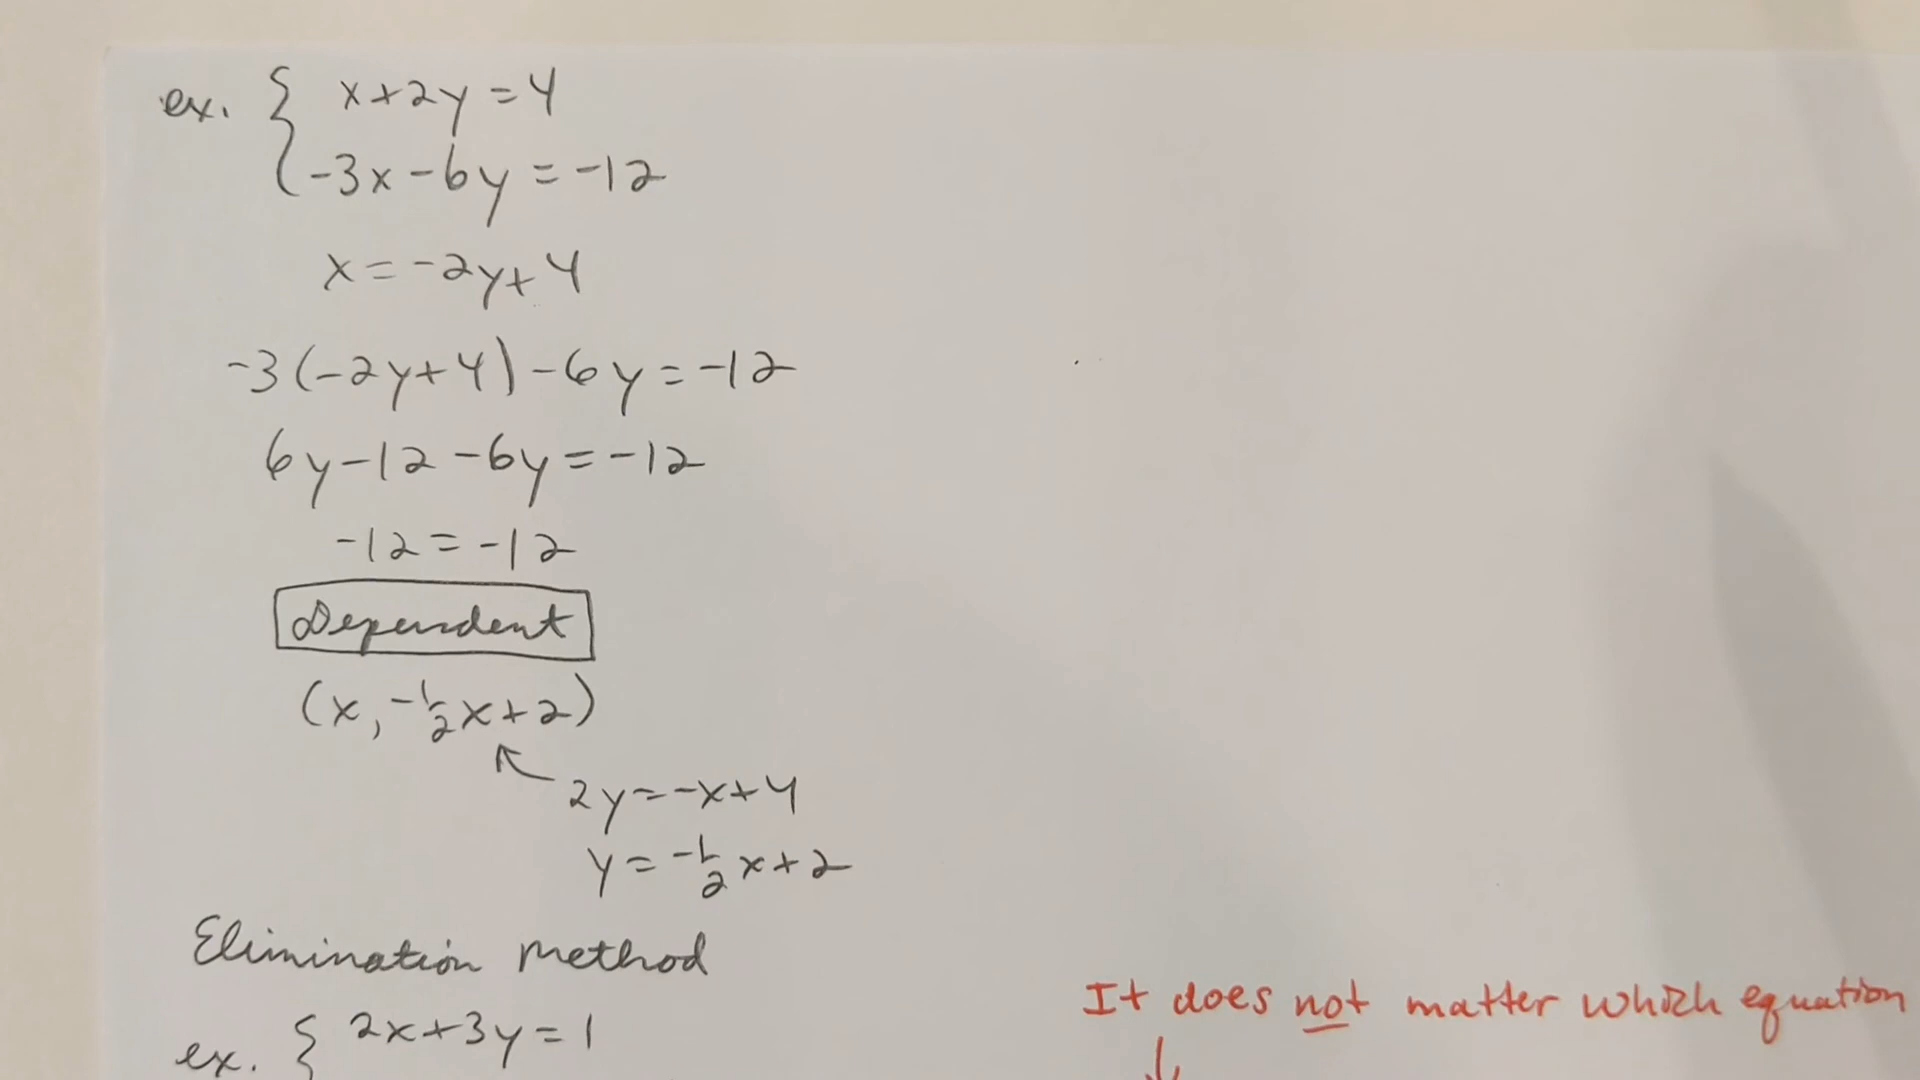 ex. { x+2y=4
-3x-6y=-12
x=-2y+4
-3(-2y+4)-6y=-12
6y-12-6y=-12
-12=-12
Dependent
(x, -1/2x+2)
2y=-x+4
y=-1/2x+2
Elimination Method
ex. { 2x+3y=1
It does not matter which equation